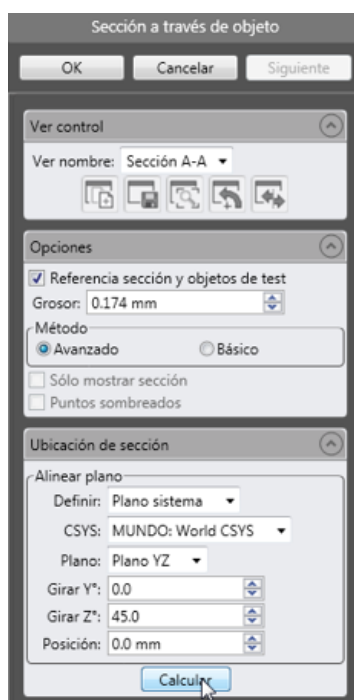 Sección a través de objeto
OK Cancelar Siguiente
Ver control
Ver nombre: Sección A-A
Opciones
Referencia sección y objetos de test
Grosor: 0.174 mm
Método
Avanzado Básico
Sólo mostrar sección
Puntos sombreados
Ubicación de sección
Alinear plano
Definir: Plano sistema
CSYS: MUNDO: World CSYS
Plano: Plano YZ
Girar Y°: 0.0
Girar Z°: 45.0
Posición: 0.0 mm
Calcular